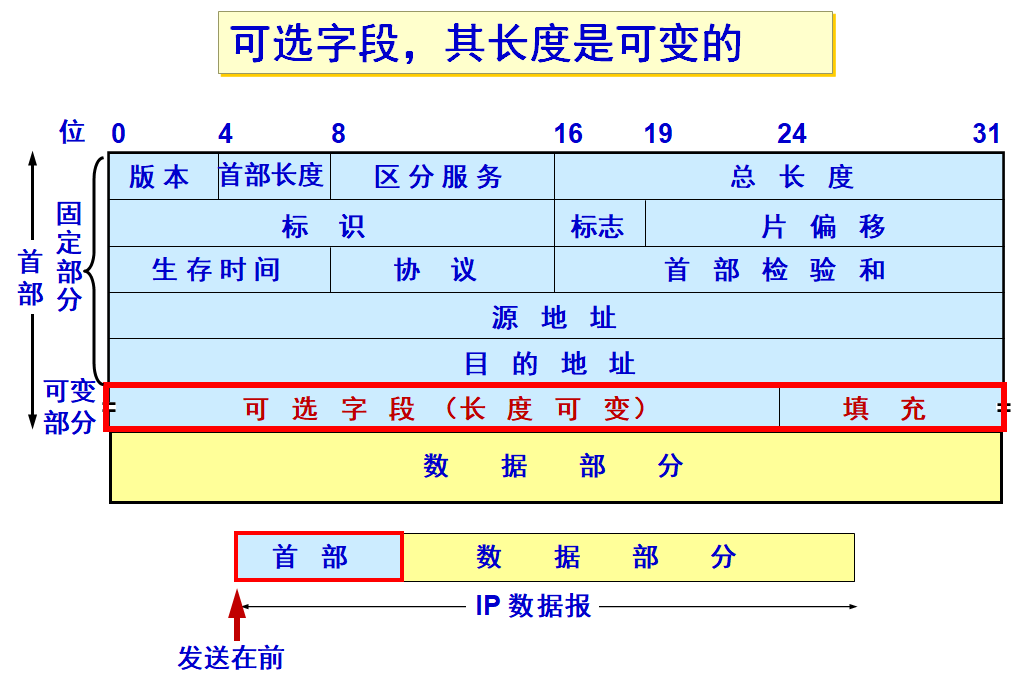 可选字段，其长度是可变的
位 0 4 8 16 19 24 31
版本 首部长度 区分服务 总长度
标识 标志 片偏移
生存时间 协议 首部检验和
源地址
目的地址
可选字段（长度可变） 填充
数据部分
首部
固定部分
可变部分
首部 数据部分
IP 数据报
发送在前